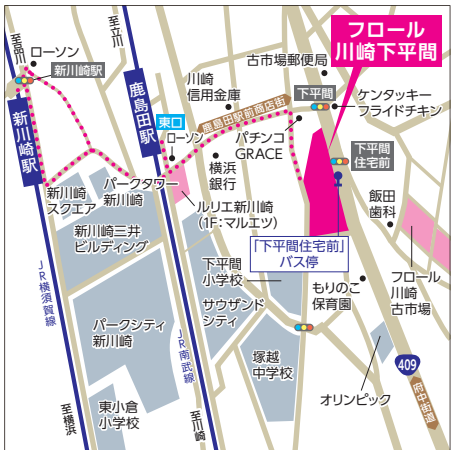 フロール
川崎下平間
至品川
ローソン
新川崎駅
至立川
古市場郵便局
川崎
信用金庫
下平間
ケンタッキー
フライドチキン
新川崎駅
鹿島田駅
東口
ローソン
鹿島田駅前商店街
パチンコ
GRACE
下平間
住宅前
横浜
銀行
新川崎
スクエア
パークタワー
新川崎
ルリエ新川崎
(1F:マルエツ)
飯田
歯科
新川崎三井
ビルディング
「下平間住宅前」
バス停
下平間
小学校
もりのこ
保育園
フロール
川崎
古市場
JR横須賀線
サウザンド
シティ
パークシティ
新川崎
JR南武線
塚越
中学校
409
オリンピック
府中街道
至横浜
東小倉
小学校
至川崎